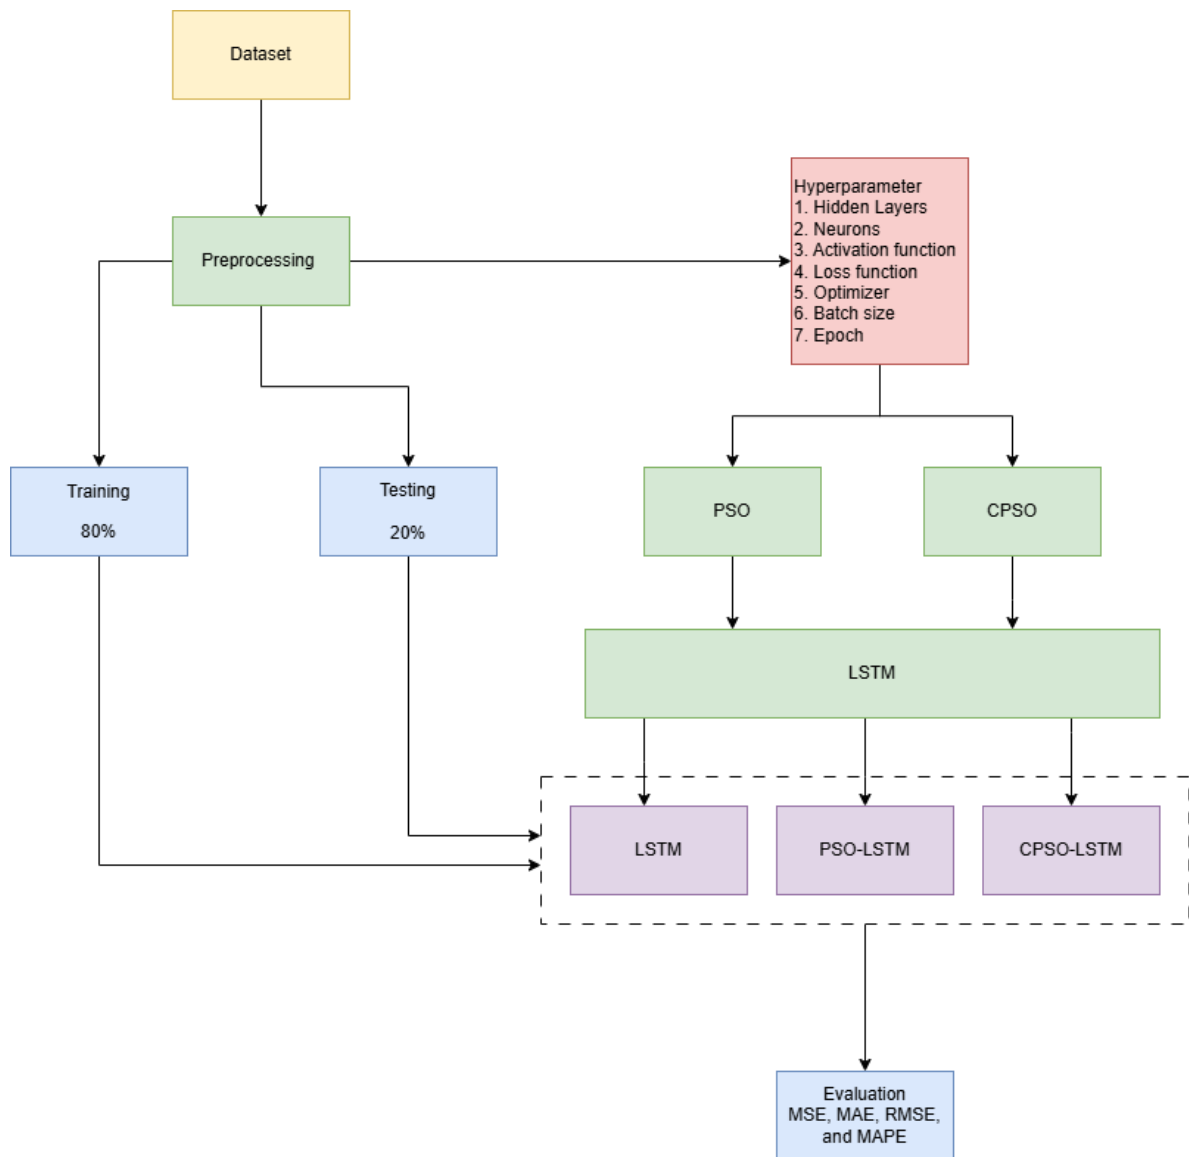 Dataset
Preprocessing
Hyperparameter
1. Hidden Layers
2. Neurons
3. Activation function
4. Loss function
5. Optimizer
6. Batch size
7. Epoch
Training
80%
Testing
20%
PSO
CPSO
LSTM
LSTM
PSO-LSTM
CPSO-LSTM
Evaluation
MSE, MAE, RMSE,
and MAPE